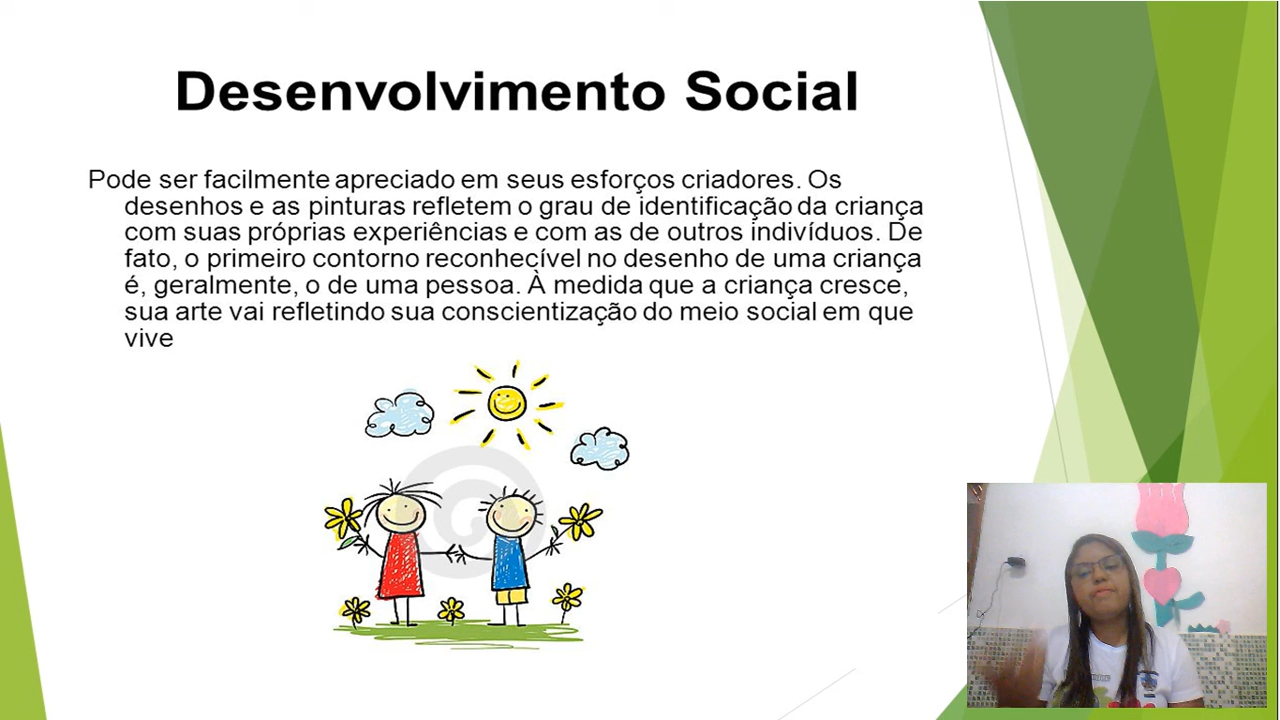 Desenvolvimento Social
Pode ser facilmente apreciado em seus esforços criadores. Os
desenhos e as pinturas refletem o grau de identificação da criança
com suas próprias experiências e com as de outros indivíduos. De
fato, o primeiro contorno reconhecível no desenho de uma criança
é, geralmente, o de uma pessoa. À medida que a criança cresce,
sua arte vai refletindo sua conscientização do meio social em que
vive